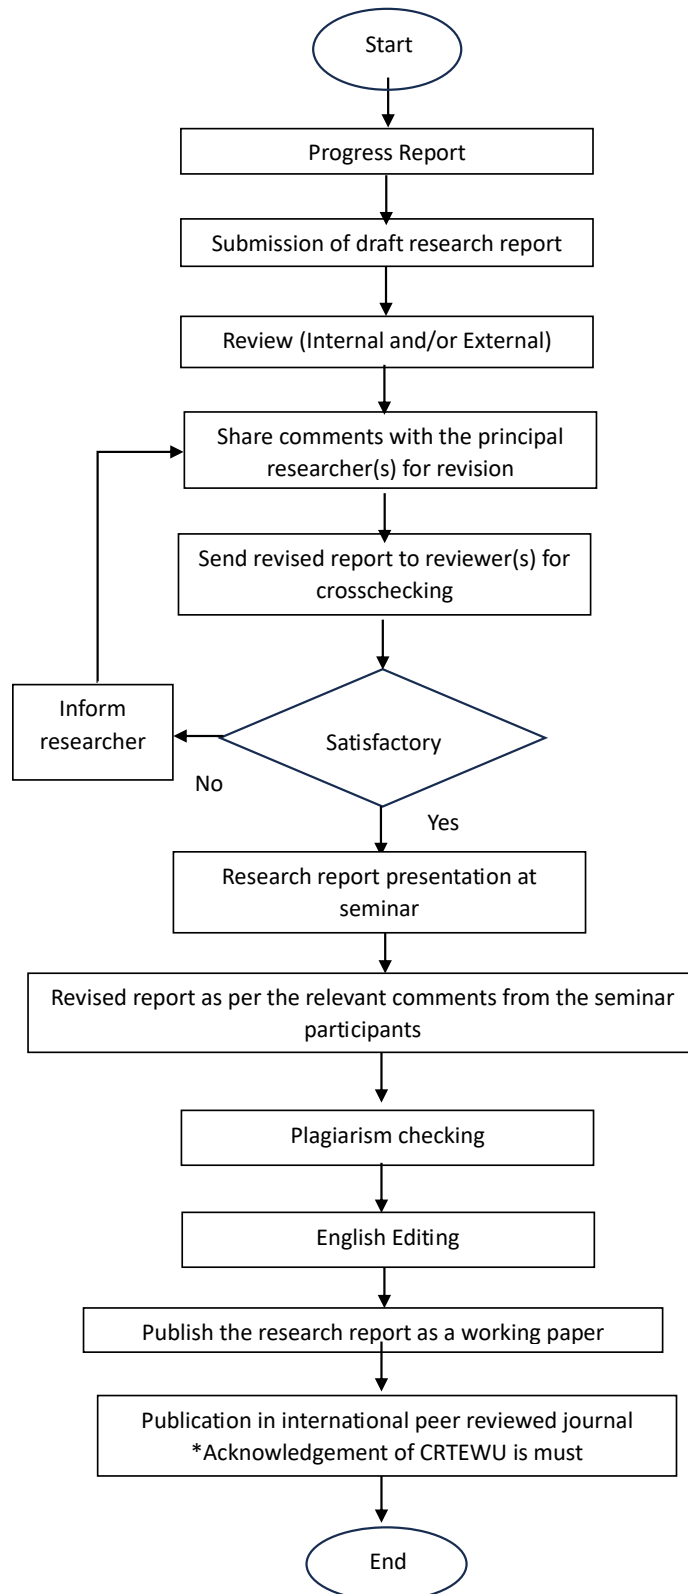 Start
Progress Report
Submission of draft research report
Review (Internal and/or External)
Share comments with the principal
researcher(s) for revision
Send revised report to reviewer(s) for
crosschecking
Inform
researcher
Satisfactory
No
Yes
Research report presentation at
seminar
Revised report as per the relevant comments from the seminar
participants
Plagiarism checking
English Editing
Publish the research report as a working paper
Publication in international peer reviewed journal
*Acknowledgement of CRTEWU is must
End